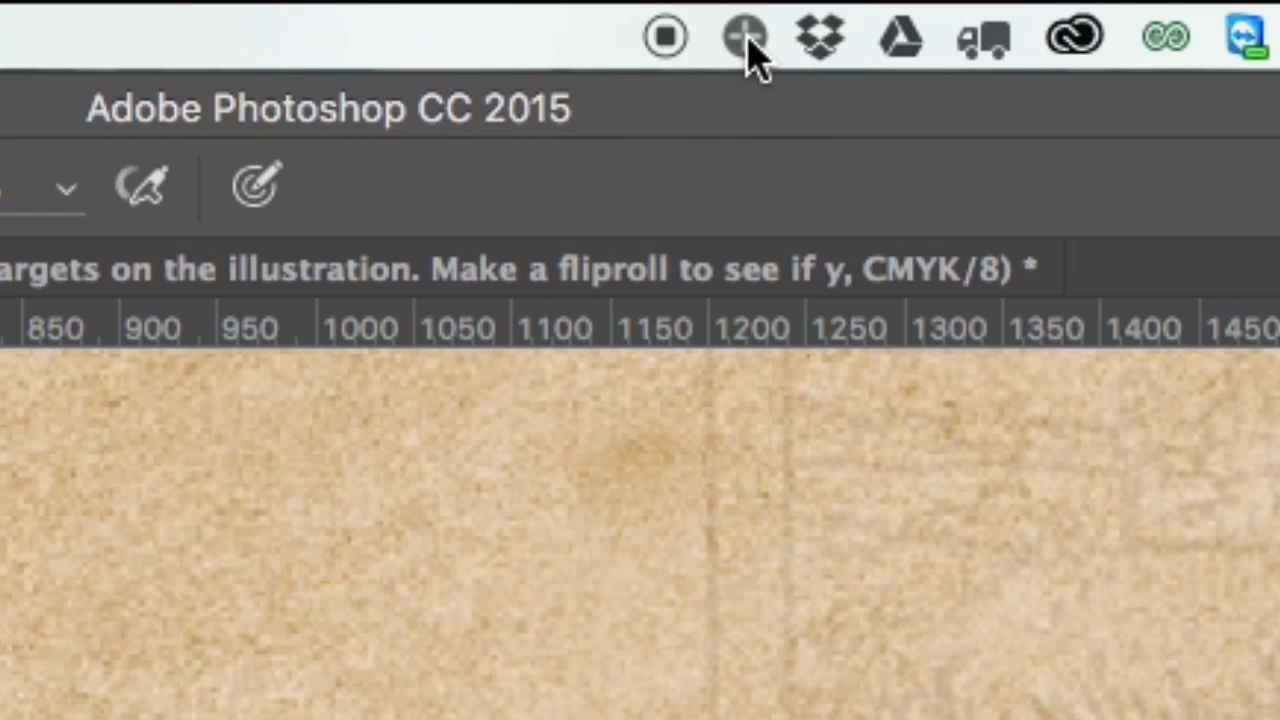 Adobe Photoshop CC 2015
argets on the illustration. Make a fliproll to see if y, CMYK/8) *
850 900 950 1000 1050 1100 1150 1200 1250 1300 1350 1400 1450